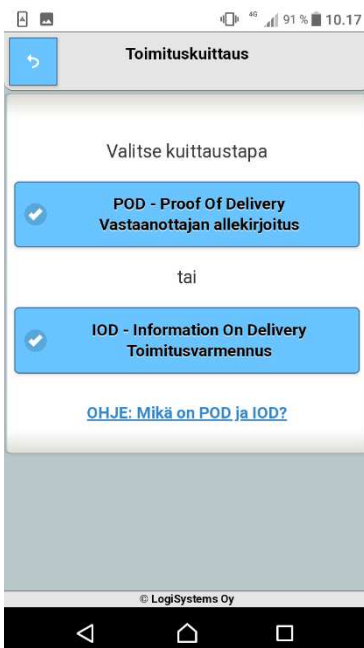 46 91 % 10.17
Toimituskuittaus
Valitse kuittaustapa
POD - Proof Of Delivery
Vastaanottajan allekirjoitus
tai
IOD - Information On Delivery
Toimitusvarmennus
OHJE: Mikä on POD ja IOD?
© LogiSystems Oy